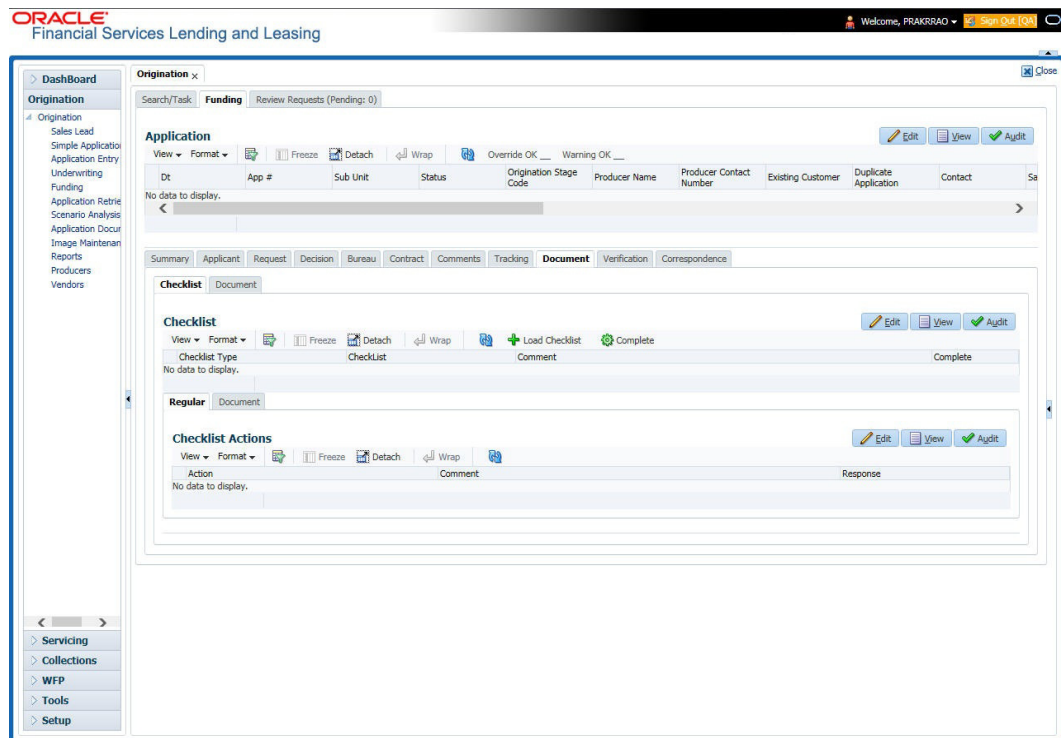 ORACLE
Financial Services Lending and Leasing
Welcome, PRAKRRAO
Sign Out [QA]
Close
DashBoard
Origination
Origination
Sales Lead
Simple Applicatio
Application Entry
Underwriting
Funding
Application Retrie
Scenario Analysis
Application Docur
Image Maintenan
Reports
Producers
Vendors
Servicing
Collections
WFP
Tools
Setup
Origination x
Search/Task Funding Review Requests (Pending: 0)
Application Edit View Audit
View Format Freeze Detach Wrap Override OK __ Warning OK __
Dt App # Sub Unit Status Origination Stage Code Producer Name Producer Contact Number Existing Customer Duplicate Application Contact Sa
No data to display.
Summary Applicant Request Decision Bureau Contract Comments Tracking Document Verification Correspondence
Checklist Document
Checklist Edit View Audit
View Format Freeze Detach Wrap Load Checklist Complete
Checklist Type CheckList Comment Complete
No data to display.
Regular Document
Checklist Actions Edit View Audit
View Format Freeze Detach Wrap
Action Comment Response
No data to display.